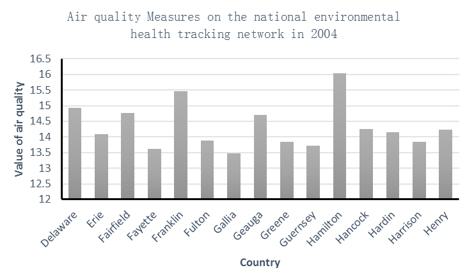 Air quality Measures on the national environmental
health tracking network in 2004
16.5
16
15.5
15
14.5
14
13.5
13
12.5
12
Value of air quality
Delaware
Erie
Fairfield
Fayette
Franklin
Fulton
Gallia
Geauga
Greene
Guernsey
Hamilton
Hancock
Hardin
Harrison
Henry
Country